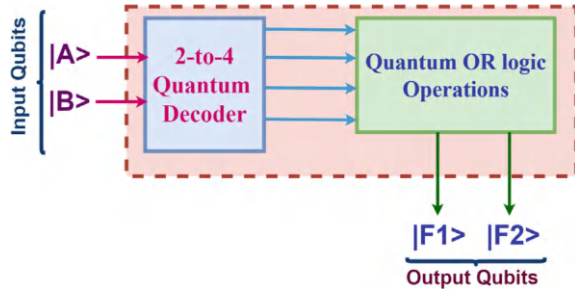 Input Qubits
|A>
|B>
2-to-4
Quantum
Decoder
Quantum OR logic
Operations
|F1> |F2>
Output Qubits